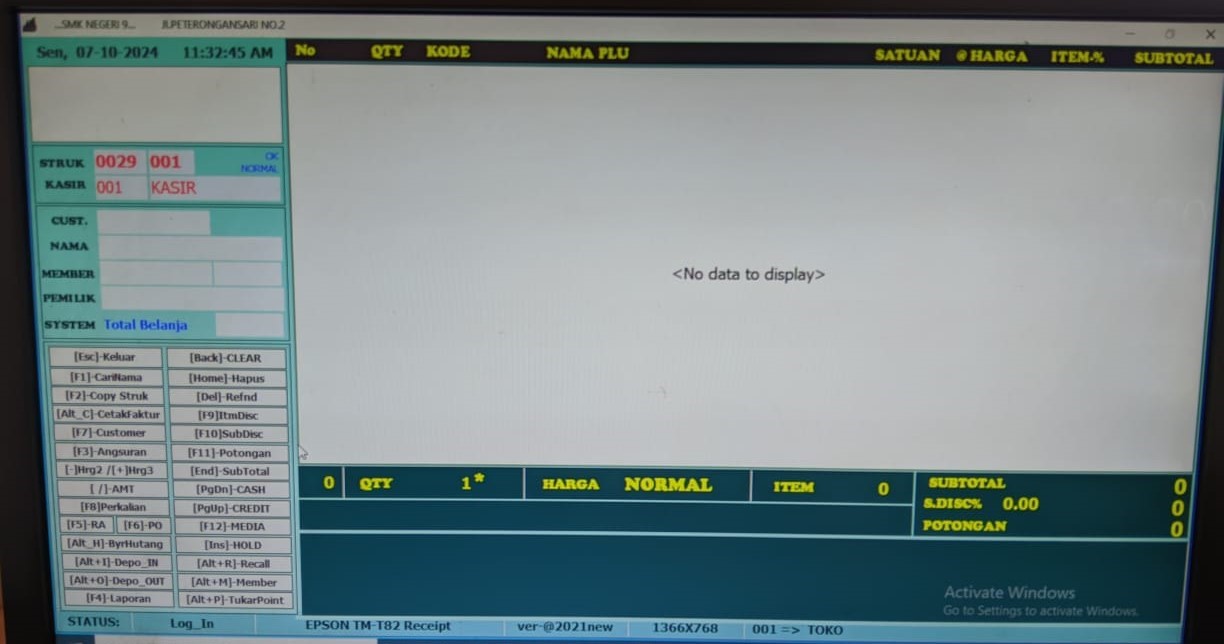 ...SMK NEGERI 9... JLPETERONGANSARI NO.2
Sen, 07-10-2024 11:32:45 AM
No QTY KODE NAMA PLU SATUAN @HARGA ITEM-% SUBTOTAL
STRUK 0029 001 OK NORMAL
KASIR 001 KASIR
CUST.
NAMA
MEMBER
PEMILIK
SYSTEM Total Belanja
<No data to display>
[Esc]-Keluar [Back]-CLEAR
[F1]-CariNama [Home]-Hapus
[F2]-Copy Struk [Del]-Refnd
[Alt_C]-CetakFaktur [F9]ItmDisc
[F7]-Customer [F10]SubDisc
[F3]-Angsuran [F11]-Potongan
[-]Hrg2 /[+]Hrg3 [End]-SubTotal
[ /]-AMT [PgDn]-CASH
[F8]Perkalian [PgUp]-CREDIT
[F5]-RA [F6]-PO [F12]-MEDIA
[Alt_H]-ByrHutang [Ins]-HOLD
[Alt+I]-Depo_IN [Alt+R]-Recall
[Alt+O]-Depo_OUT [Alt+M]-Member
[F4]-Laporan [Alt+P]-TukarPoint
0 QTY 1* HARGA NORMAL ITEM 0
SUBTOTAL 0
S.DISC% 0.00 0
POTONGAN 0
Activate Windows
Go to Settings to activate Windows.
STATUS: Log_In EPSON TM-T82 Receipt ver-@2021new 1366X768 001 => TOKO